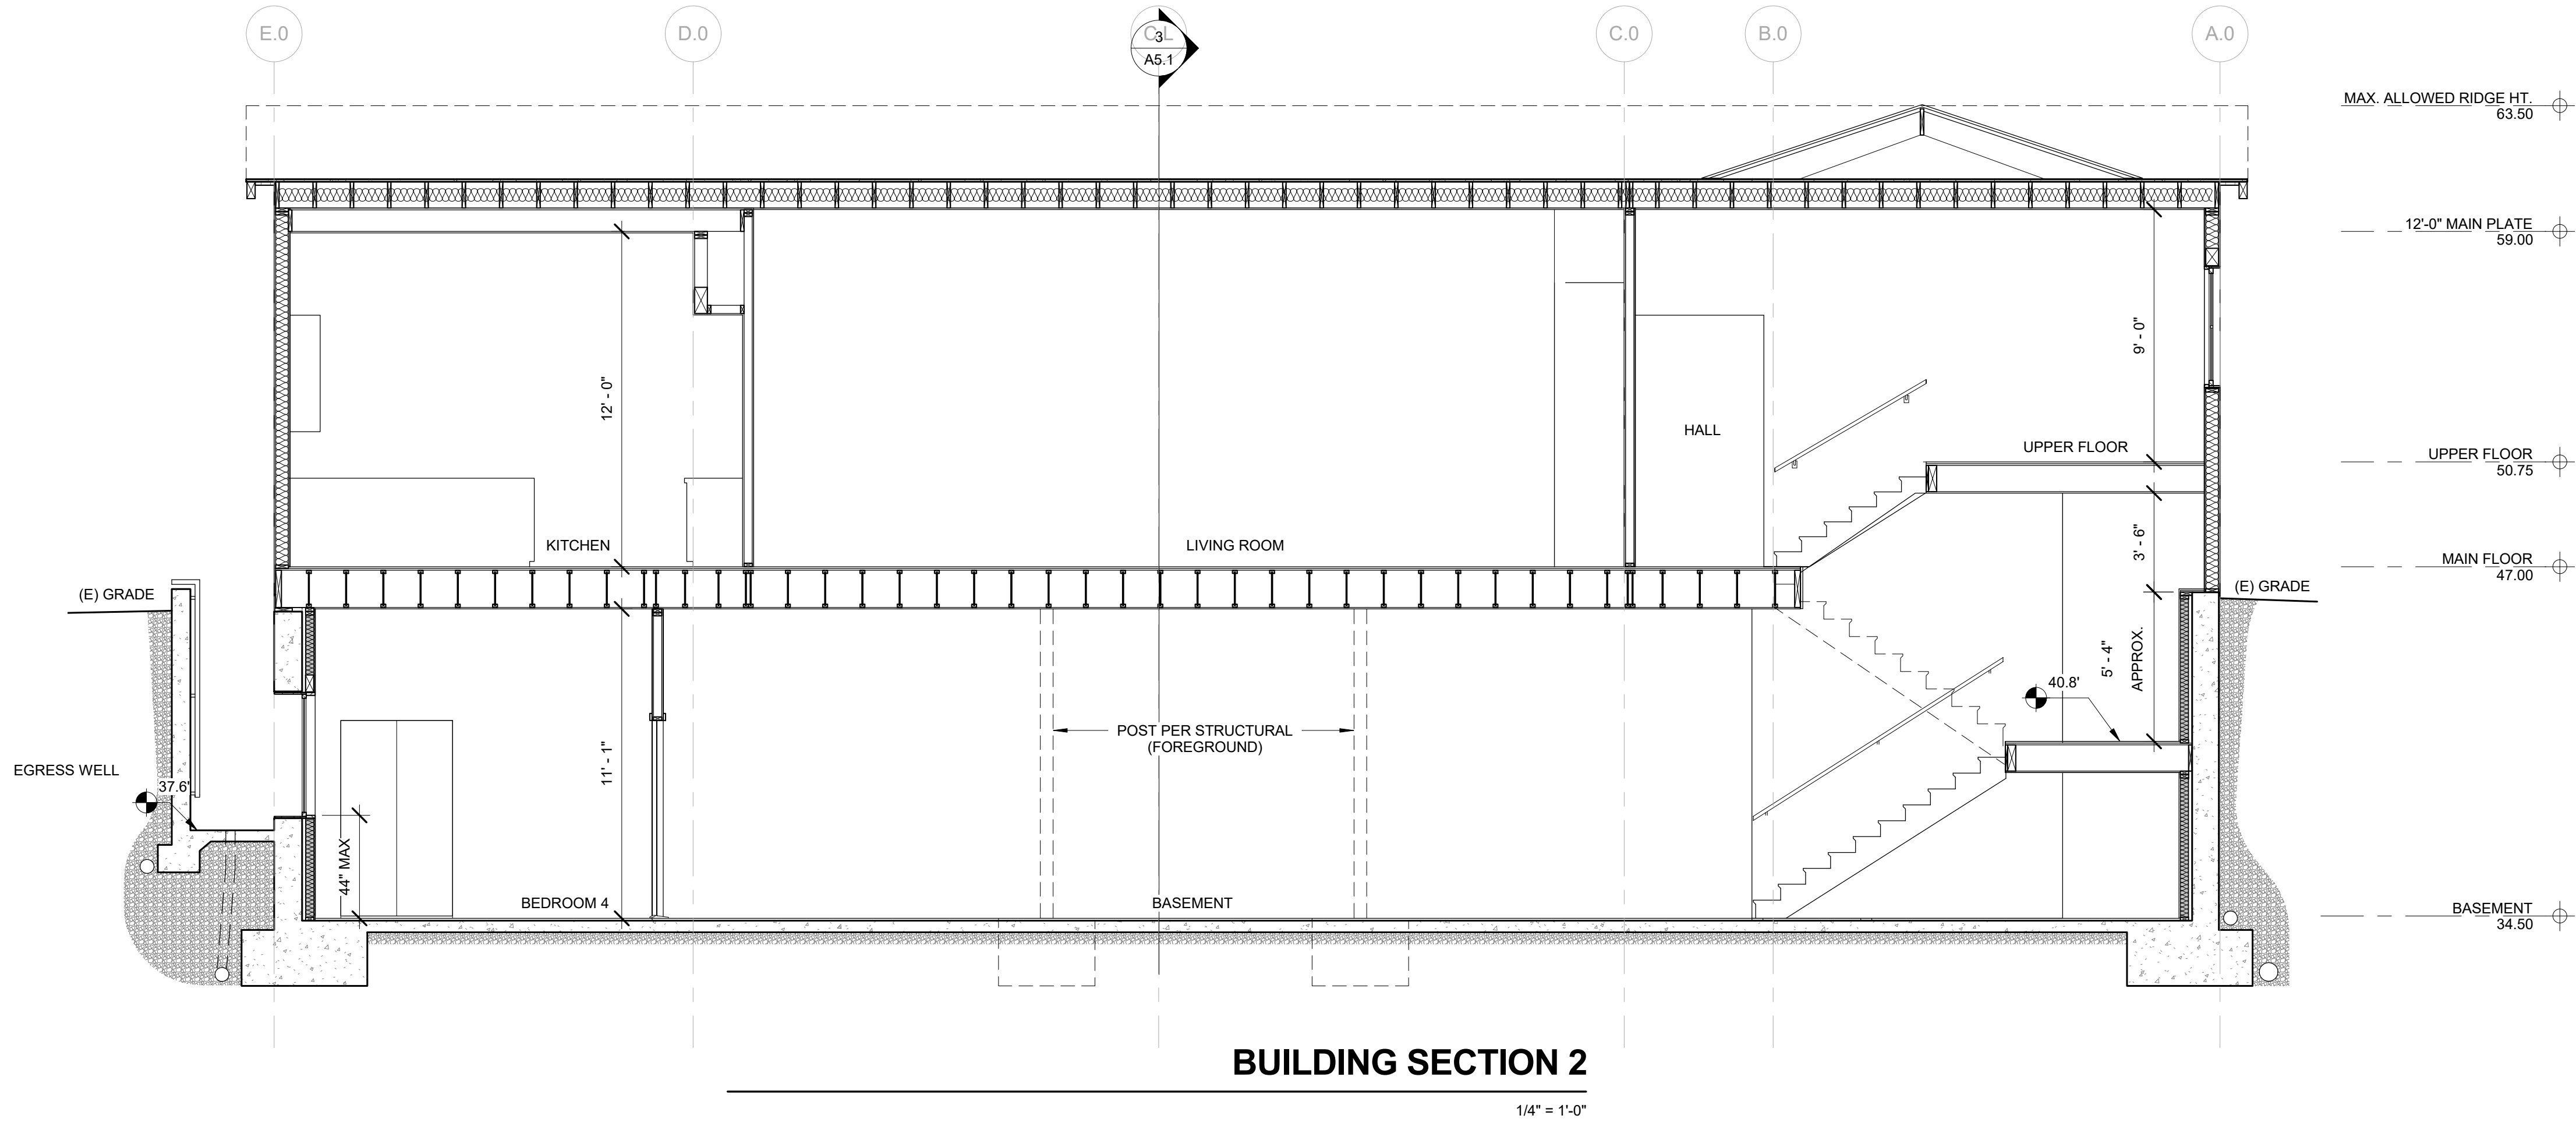 E.0
D.0
C.L
3
A5.1
C.0
B.0
A.0
MAX. ALLOWED RIDGE HT.
63.50
12'-0" MAIN PLATE
59.00
9' - 0"
12' - 0"
HALL
UPPER FLOOR
UPPER FLOOR
50.75
KITCHEN
LIVING ROOM
3' - 6"
MAIN FLOOR
47.00
(E) GRADE
(E) GRADE
5' - 4"
APPROX.
40.8'
POST PER STRUCTURAL
(FOREGROUND)
11' - 1"
EGRESS WELL
37.6'
44" MAX
BEDROOM 4
BASEMENT
BASEMENT
34.50
BUILDING SECTION 2
1/4" = 1'-0"